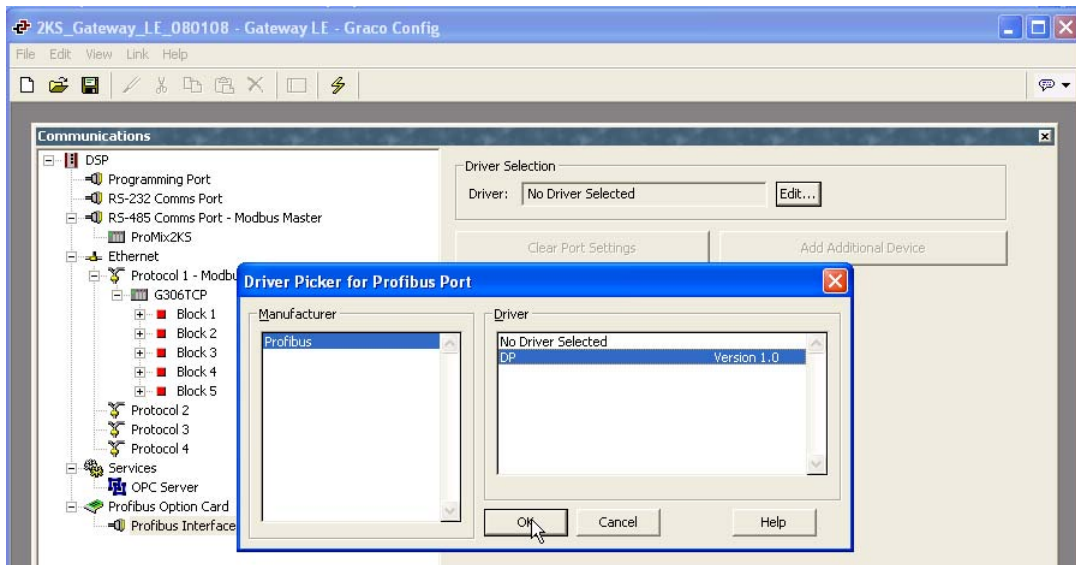 2KS_Gateway_LE_080108 - Gateway LE - Graco Config
File Edit View Link Help
Communications
DSP
Programming Port
RS-232 Comms Port
RS-485 Comms Port - Modbus Master
ProMix2KS
Ethernet
Protocol 1 - Modbu
G306TCP
Block 1
Block 2
Block 3
Block 4
Block 5
Protocol 2
Protocol 3
Protocol 4
Services
OPC Server
Profibus Option Card
Profibus Interface
Driver Selection
Driver: No Driver Selected Edit...
Clear Port Settings Add Additional Device
Driver Picker for Profibus Port
Manufacturer
Profibus
Driver
No Driver Selected
DP Version 1.0
OK Cancel Help